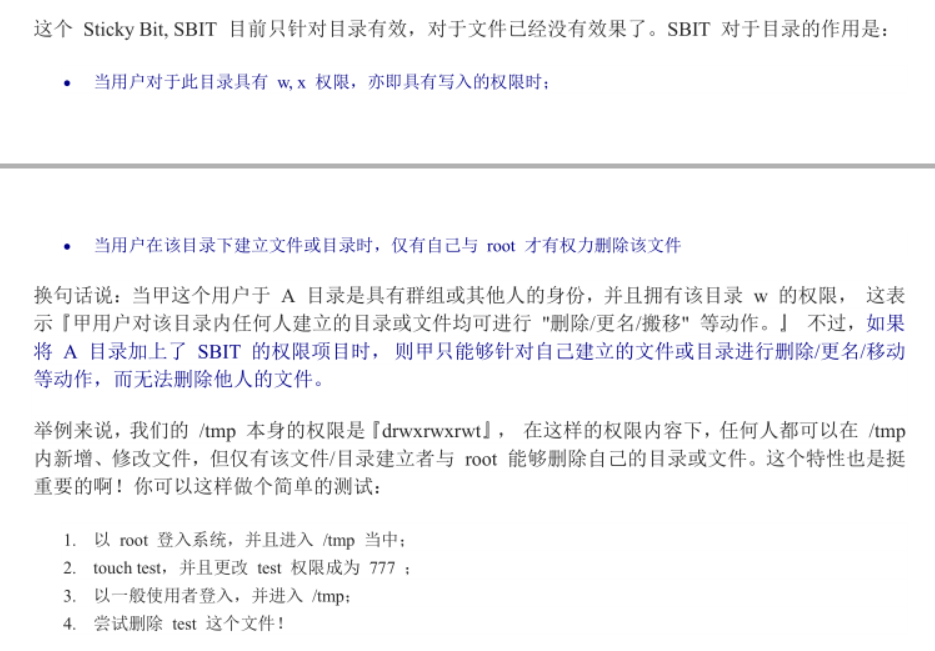 这个 Sticky Bit, SBIT 目前只针对目录有效，对于文件已经没有效果了。SBIT 对于目录的作用是：
• 当用户对于此目录具有 w, x 权限，亦即具有写入的权限时；
• 当用户在该目录下建立文件或目录时，仅有自己与 root 才有权力删除该文件
换句话说：当甲这个用户于 A 目录是具有群组或其他人的身份，并且拥有该目录 w 的权限， 这表
示『甲用户对该目录内任何人建立的目录或文件均可进行 "删除/更名/搬移" 等动作。』 不过，如果
将 A 目录加上了 SBIT 的权限项目时， 则甲只能够针对自己建立的文件或目录进行删除/更名/移动
等动作，而无法删除他人的文件。
举例来说，我们的 /tmp 本身的权限是『drwxrwxrwt』， 在这样的权限内容下，任何人都可以在 /tmp
内新增、修改文件，但仅有该文件/目录建立者与 root 能够删除自己的目录或文件。这个特性也是挺
重要的啊！你可以这样做个简单的测试：
1. 以 root 登入系统，并且进入 /tmp 当中；
2. touch test，并且更改 test 权限成为 777 ；
3. 以一般使用者登入，并进入 /tmp；
4. 尝试删除 test 这个文件！